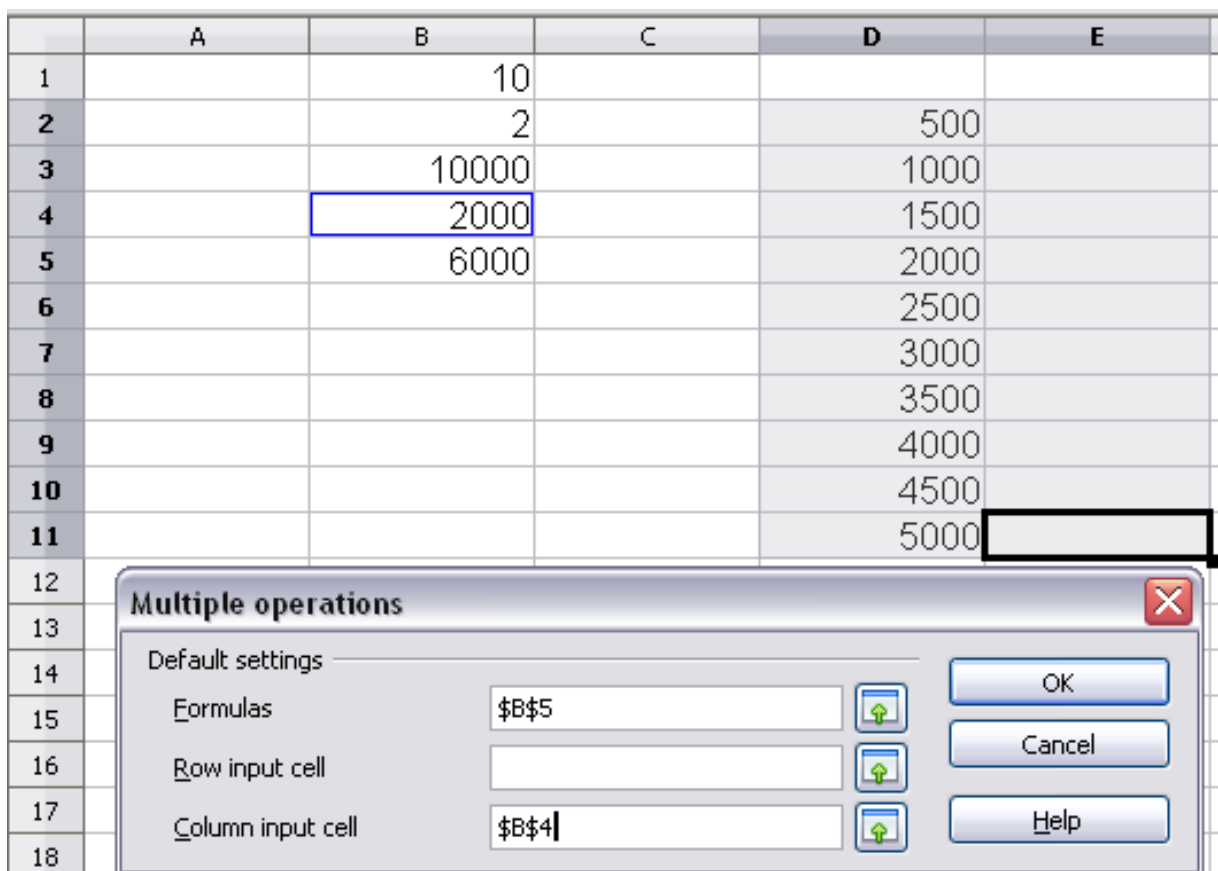 A B C D E
1 10
2 2 500
3 10000 1000
4 2000 1500
5 6000 2000
6 2500
7 3000
8 3500
9 4000
10 4500
11 5000
12
13
14
15
16
17
18
Multiple operations
Default settings
Formulas $B$5
Row input cell
Column input cell $B$4
OK
Cancel
Help